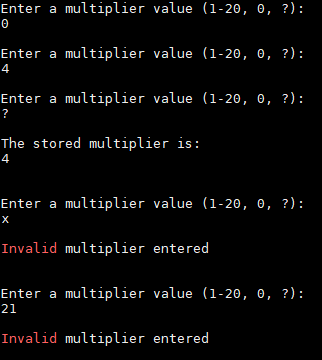 Enter a multiplier value (1-20, 0, ?):
0
Enter a multiplier value (1-20, 0, ?):
4
Enter a multiplier value (1-20, 0, ?):
?
The stored multiplier is:
4
Enter a multiplier value (1-20, 0, ?):
x
Invalid multiplier entered
Enter a multiplier value (1-20, 0, ?):
21
Invalid multiplier entered